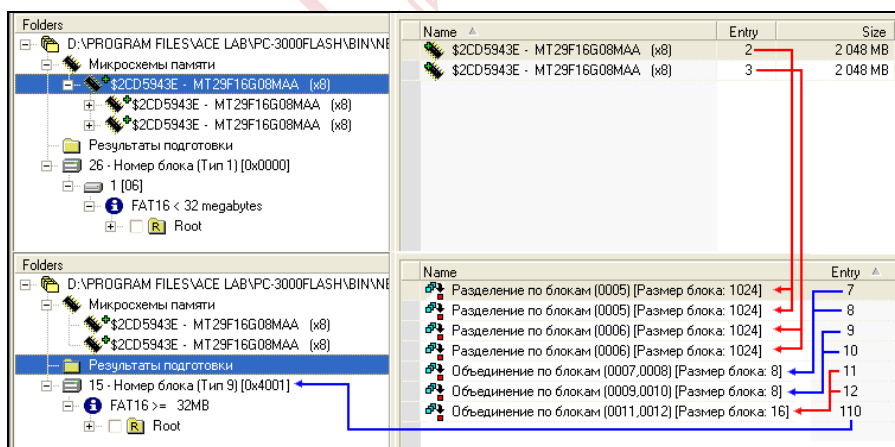 Folders
D:\PROGRAM FILES\ACE LAB\PC-3000FLASH\BIN\NE
Микросхемы памяти
$2CD5943E - MT29F16G08MAA (x8)
$2CD5943E - MT29F16G08MAA (x8)
$2CD5943E - MT29F16G08MAA (x8)
Результаты подготовки
26 - Номер блока (Тип 1) [0x0000]
1 [06]
FAT16 < 32 megabytes
R Root
Name Entry Size
$2CD5943E - MT29F16G08MAA (x8) 2 2 048 MB
$2CD5943E - MT29F16G08MAA (x8) 3 2 048 MB
Folders
D:\PROGRAM FILES\ACE LAB\PC-3000FLASH\BIN\NE
Микросхемы памяти
$2CD5943E - MT29F16G08MAA (x8)
$2CD5943E - MT29F16G08MAA (x8)
Результаты подготовки
15 - Номер блока (Тип 9) [0x4001]
FAT16 >= 32MB
R Root
Name Entry
Разделение по блокам (0005) [Размер блока: 1024] 7
Разделение по блокам (0005) [Размер блока: 1024] 8
Разделение по блокам (0006) [Размер блока: 1024] 9
Разделение по блокам (0006) [Размер блока: 1024] 10
Объединение по блокам (0007,0008) [Размер блока: 8] 11
Объединение по блокам (0009,0010) [Размер блока: 8] 12
Объединение по блокам (0011,0012) [Размер блока: 16] 110